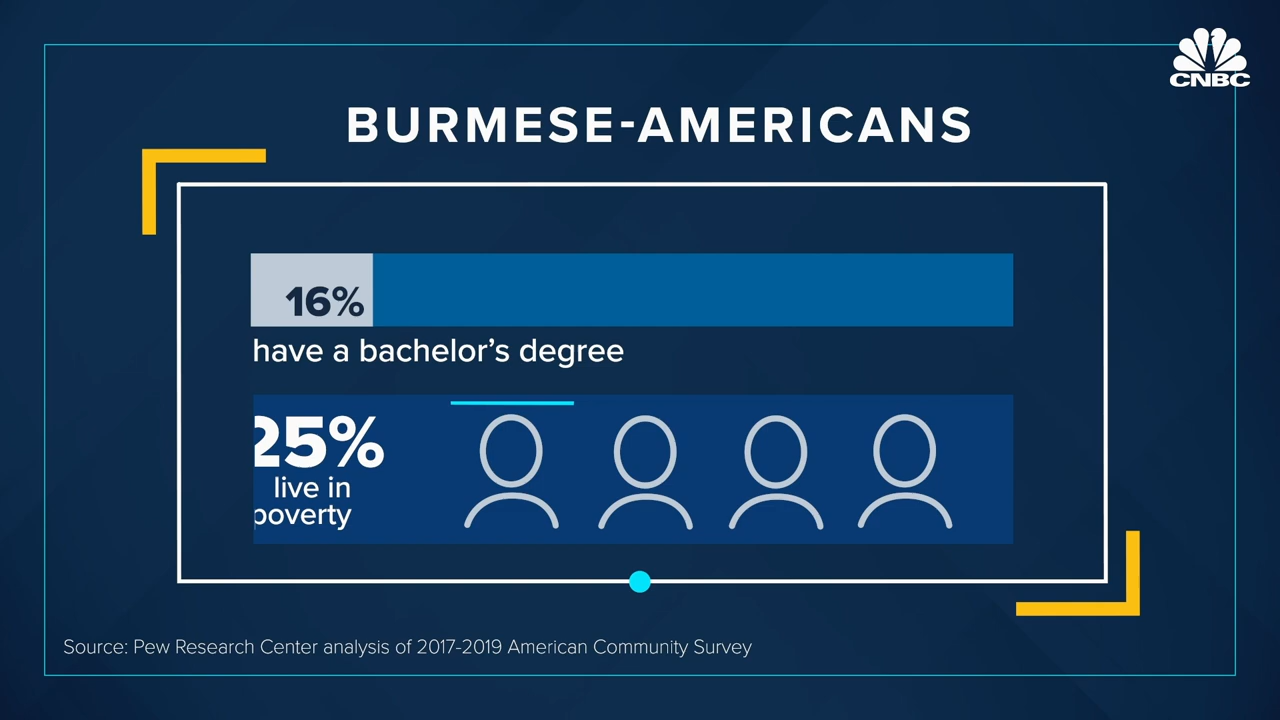 CNBC
BURMESE-AMERICANS
16%
have a bachelor’s degree
25%
live in
poverty
Source: Pew Research Center analysis of 2017-2019 American Community Survey